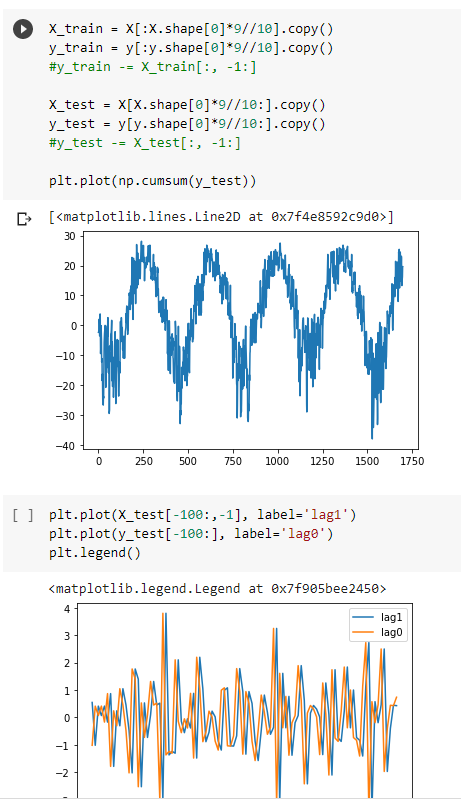 X_train = X[:X.shape[0]*9//10].copy()
y_train = y[:y.shape[0]*9//10].copy()
#y_train -= X_train[:, -1:]
X_test = X[X.shape[0]*9//10:].copy()
y_test = y[y.shape[0]*9//10:].copy()
#y_test -= X_test[:, -1:]
plt.plot(np.cumsum(y_test))
[<matplotlib.lines.Line2D at 0x7f4e8592c9d0>]
30
20
10
0
−10
−20
−30
−40
0 250 500 750 1000 1250 1500 1750
[ ] plt.plot(X_test[-100:,-1], label='lag1')
plt.plot(y_test[-100:], label='lag0')
plt.legend()
<matplotlib.legend.Legend at 0x7f905bee2450>
4
lag1
3
lag0
2
1
0
−1
−2